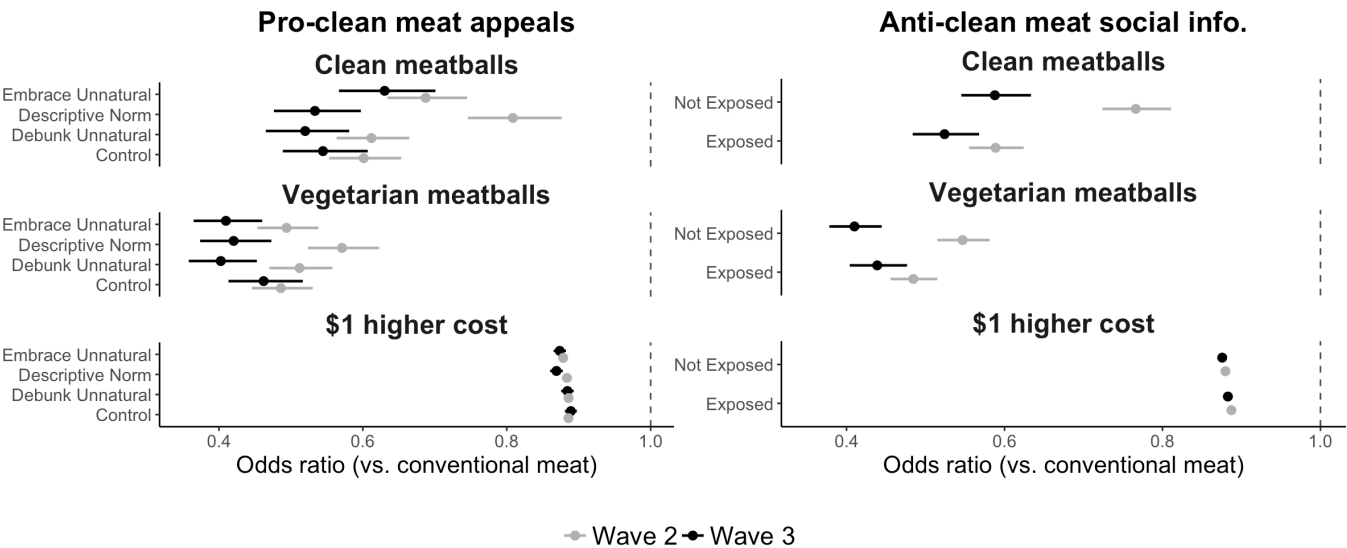 Pro-clean meat appeals
Clean meatballs
Embrace Unnatural
Descriptive Norm
Debunk Unnatural
Control
Vegetarian meatballs
Embrace Unnatural
Descriptive Norm
Debunk Unnatural
Control
$1 higher cost
Embrace Unnatural
Descriptive Norm
Debunk Unnatural
Control
0.4 0.6 0.8 1.0
Odds ratio (vs. conventional meat)
Anti-clean meat social info.
Clean meatballs
Not Exposed
Exposed
Vegetarian meatballs
Not Exposed
Exposed
$1 higher cost
Not Exposed
Exposed
0.4 0.6 0.8 1.0
Odds ratio (vs. conventional meat)
Wave 2 Wave 3